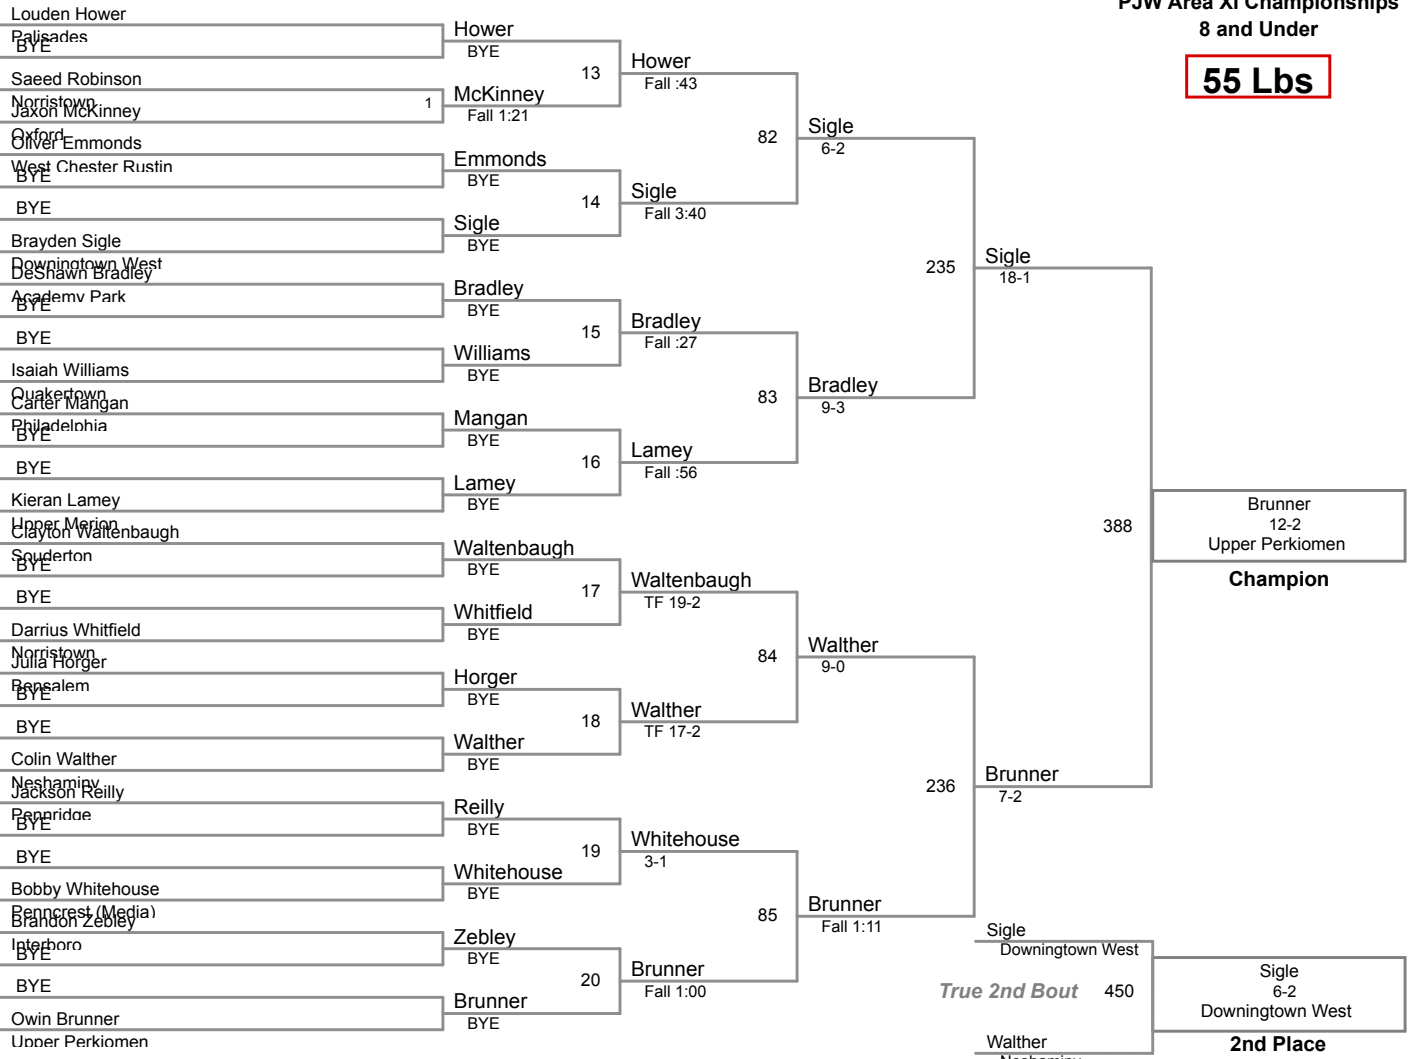 PJW Area XI Championships
8 and Under
55 Lbs
Louden Hower
Palisades
BYE
Saeed Robinson
Norristown
Jaxon McKinney
Oxford
Oliver Emmonds
West Chester Rustin
BYE
BYE
Brayden Sigle
Downingtown West
DeShawn Bradley
Academy Park
BYE
BYE
Isaiah Williams
Quakertown
Carter Mangan
Philadelphia
BYE
BYE
Kieran Lamey
Upper Merion
Clayton Waltenbaugh
Souderton
BYE
BYE
Darrius Whitfield
Norristown
Julia Horger
Bensalem
BYE
BYE
Colin Walther
Neshaminy
Jackson Reilly
Pennridge
BYE
BYE
Bobby Whitehouse
Penncrest (Media)
Brandon Zebley
Interboro
BYE
BYE
Owin Brunner
Upper Perkiomen
1
Hower
BYE
McKinney
Fall 1:21
Emmonds
BYE
Sigle
BYE
Bradley
BYE
Williams
BYE
Mangan
BYE
Lamey
BYE
Waltenbaugh
BYE
Whitfield
BYE
Horger
BYE
Walther
BYE
Reilly
BYE
Whitehouse
BYE
Zebley
BYE
Brunner
BYE
13
14
15
16
17
18
19
20
Hower
Fall :43
Sigle
Fall 3:40
Bradley
Fall :27
Lamey
Fall :56
Waltenbaugh
TF 19-2
Walther
TF 17-2
Whitehouse
3-1
Brunner
Fall 1:00
82
83
84
85
Sigle
6-2
Bradley
9-3
Walther
9-0
Brunner
Fall 1:11
235
236
Sigle
18-1
Brunner
7-2
388
Brunner
12-2
Upper Perkiomen
Champion
Sigle
Downingtown West
True 2nd Bout
450
Walther
Neshaminy
Sigle
6-2
Downingtown West
2nd Place